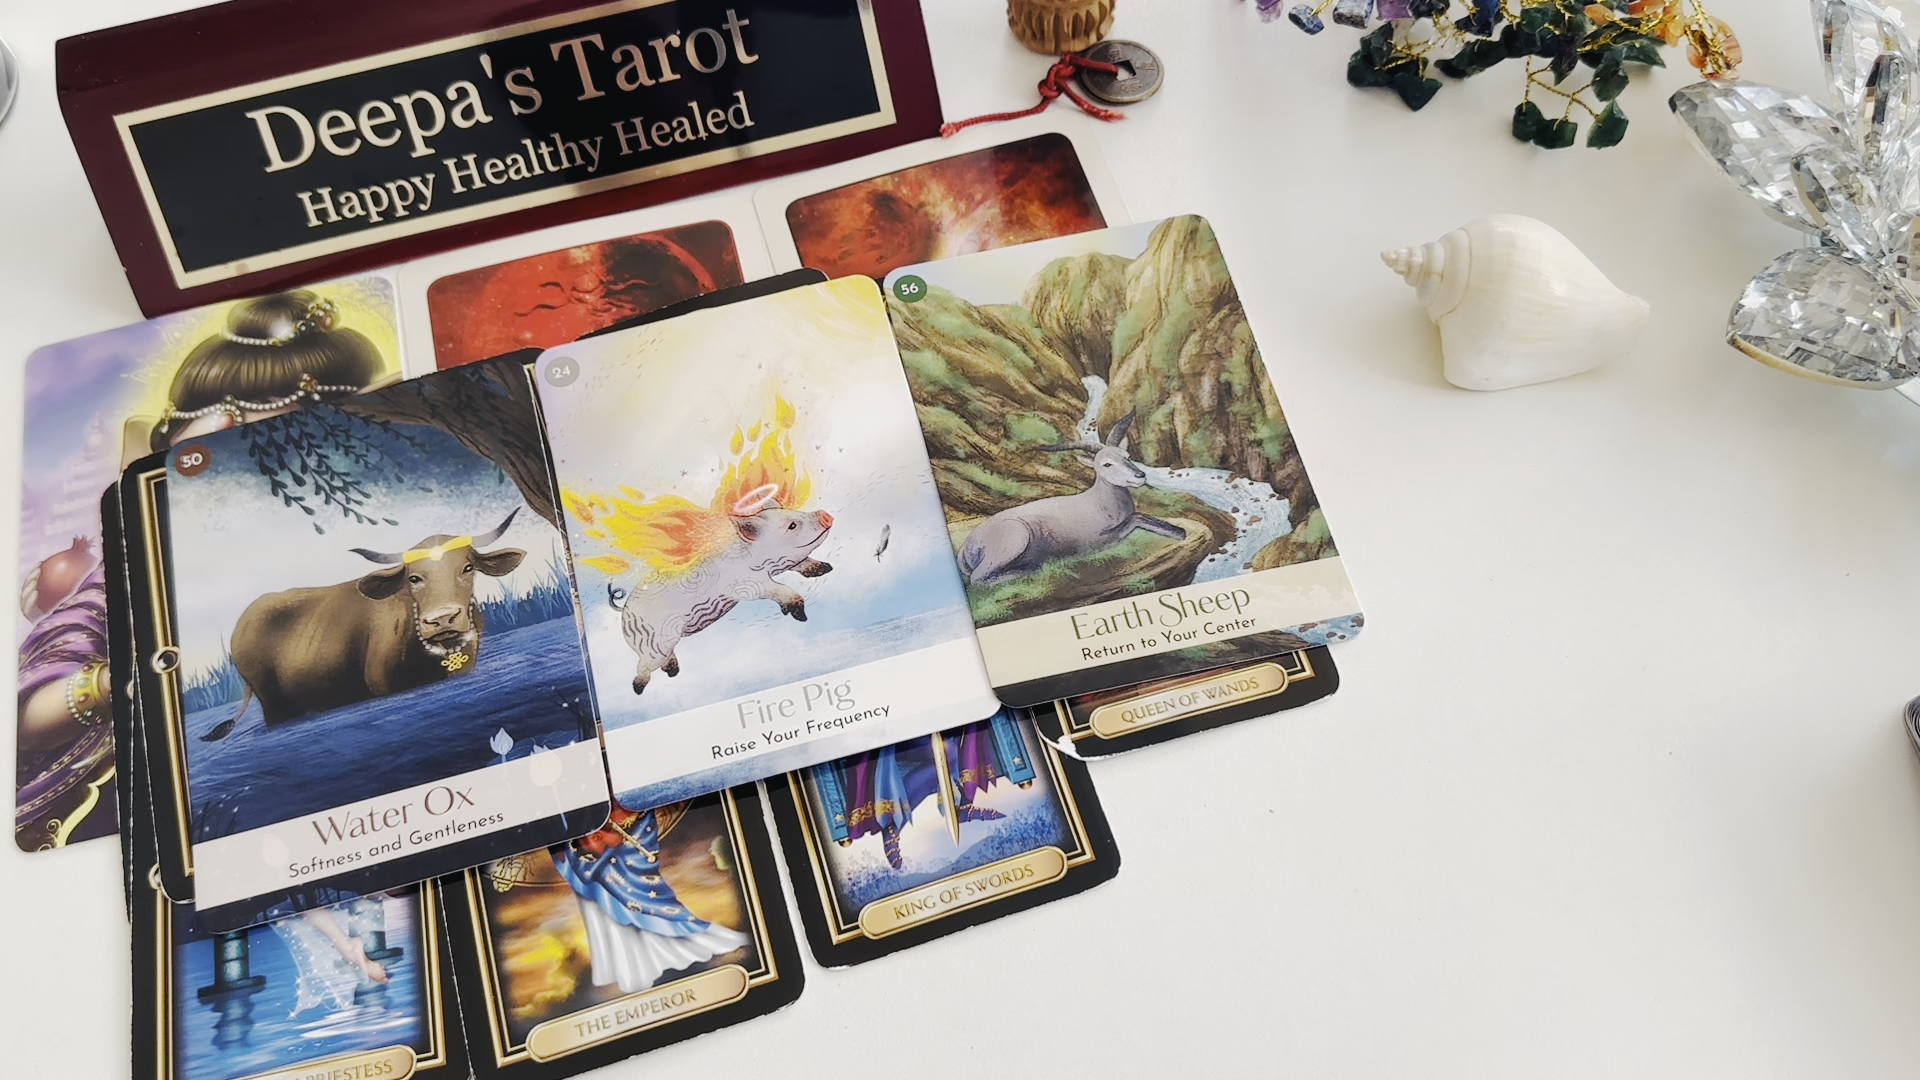 Deepa's Tarot
Happy Healthy Healed
56
24
50
Earth Sheep
Return to Your Center
Fire Pig
Raise Your Frequency
Water Ox
Softness and Gentleness
QUEEN OF WANDS
KING OF SWORDS
THE EMPEROR
PRIESTESS